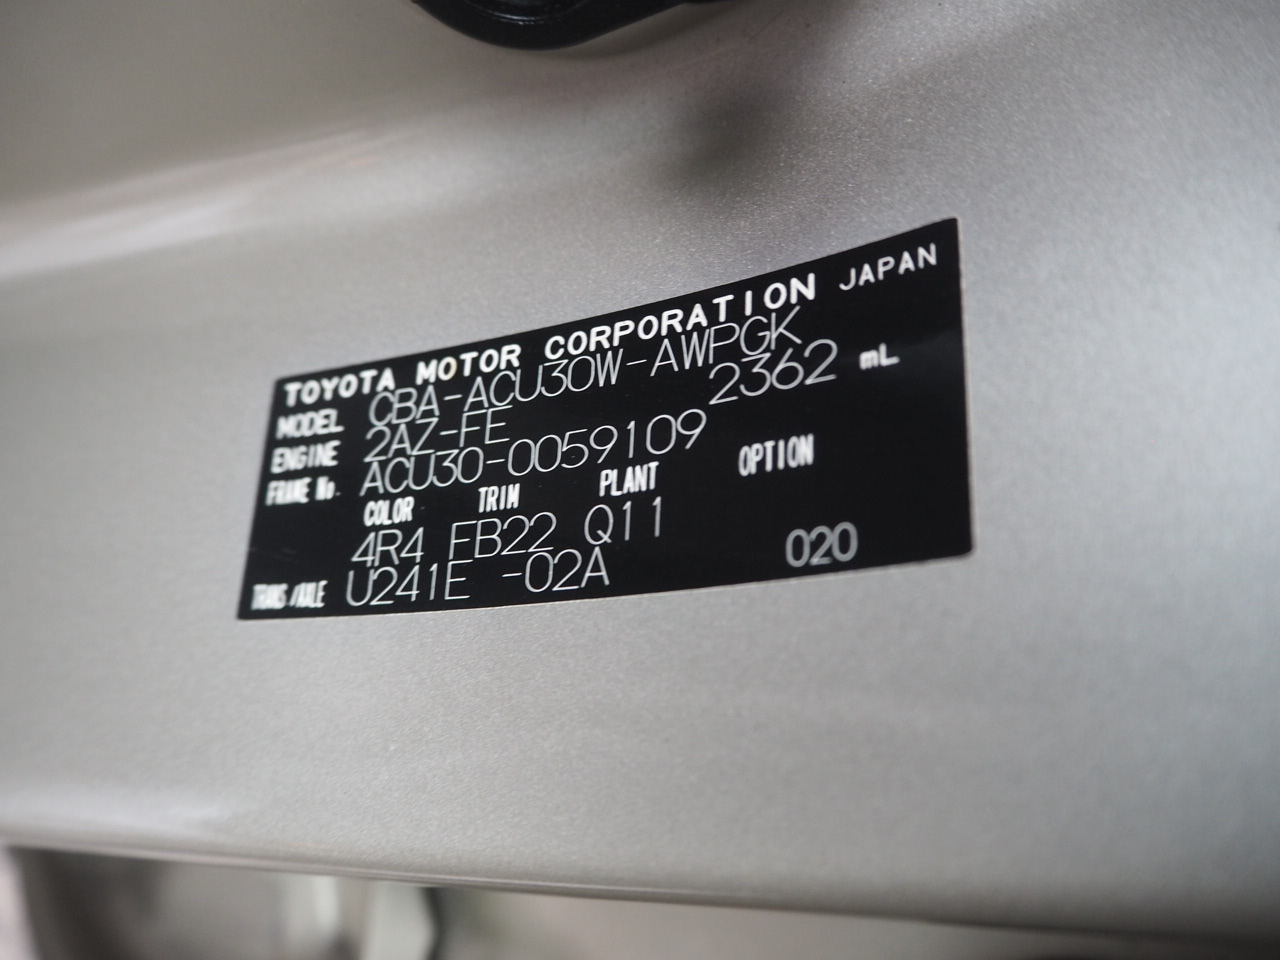 TOYOTA MOTOR CORPORATION JAPAN
MODEL CBA-ACU30W-AWPGK
ENGINE 2AZ-FE 2362 mL
FRAME No. ACU30-0059109
COLOR TRIM PLANT OPTION
4R4 FB22 Q11
TRANS/AXLE U241E -02A 020